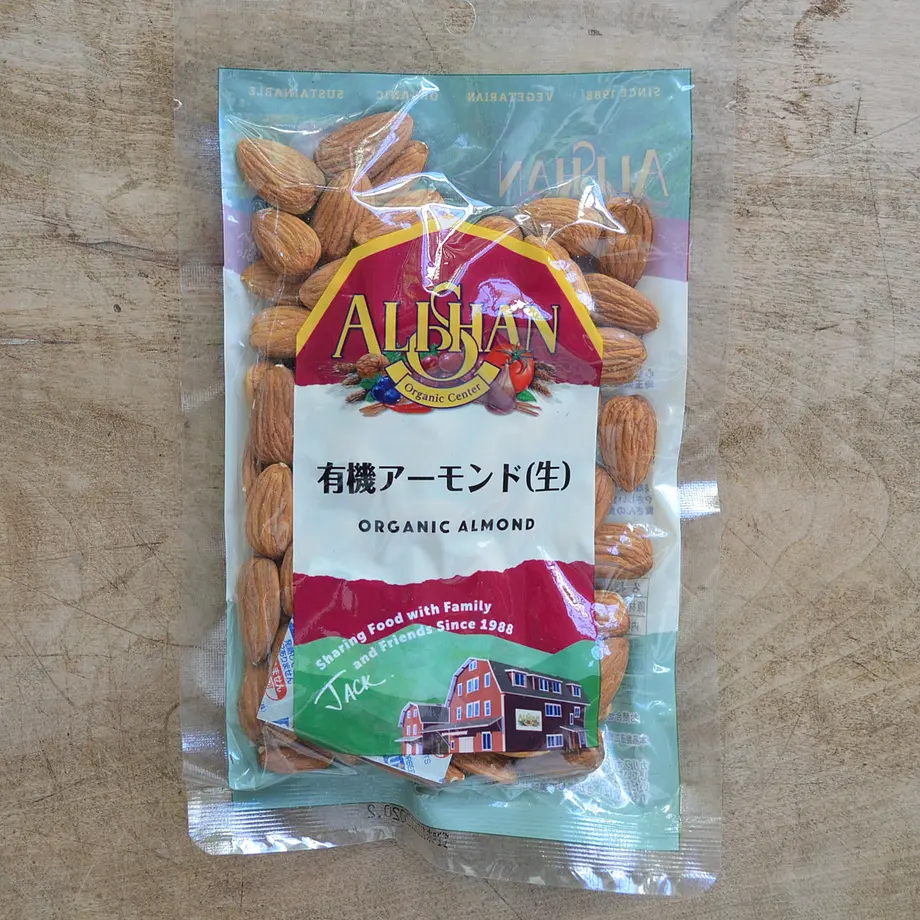 SINCE 1988 VEGETARIAN ORGANIC SUSTAINABLE
ALISHAN
ALISHAN
Organic Center
有機アーモンド(生)
ORGANIC ALMOND
Sharing Food with Family
and Friends Since 1988
JACK